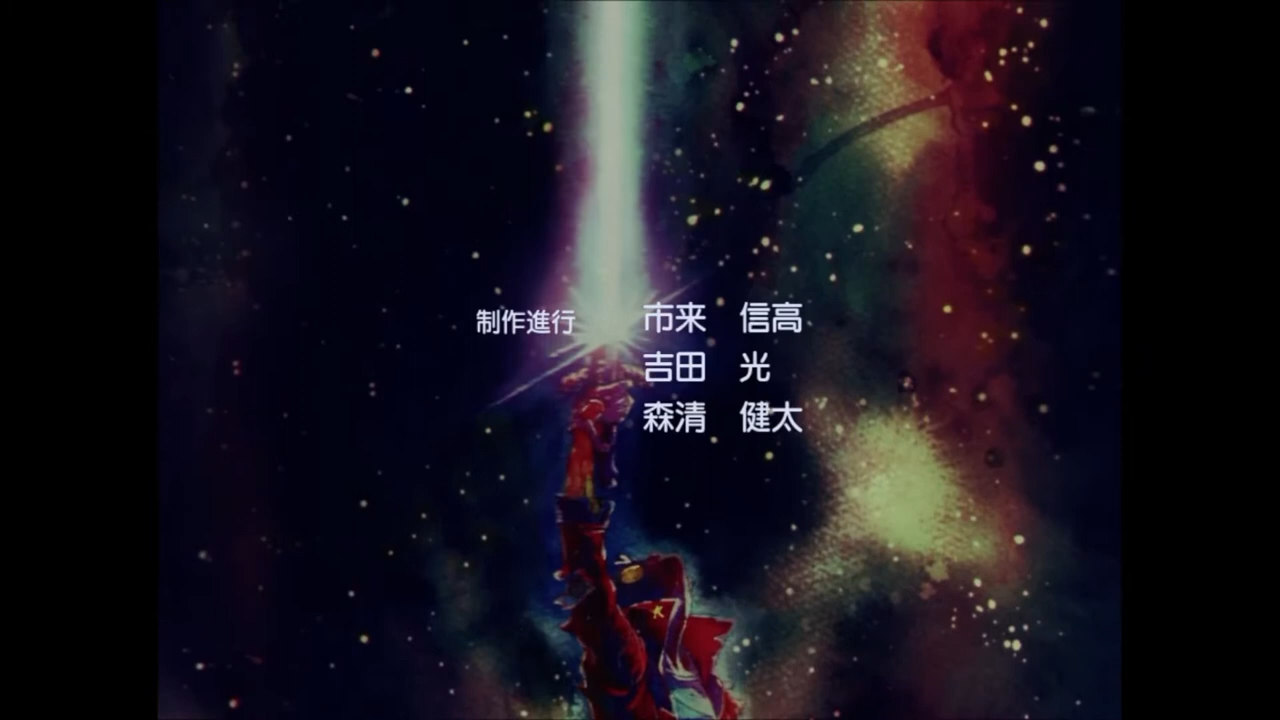 制作進行 市来 信高
吉田 光
森清 健太